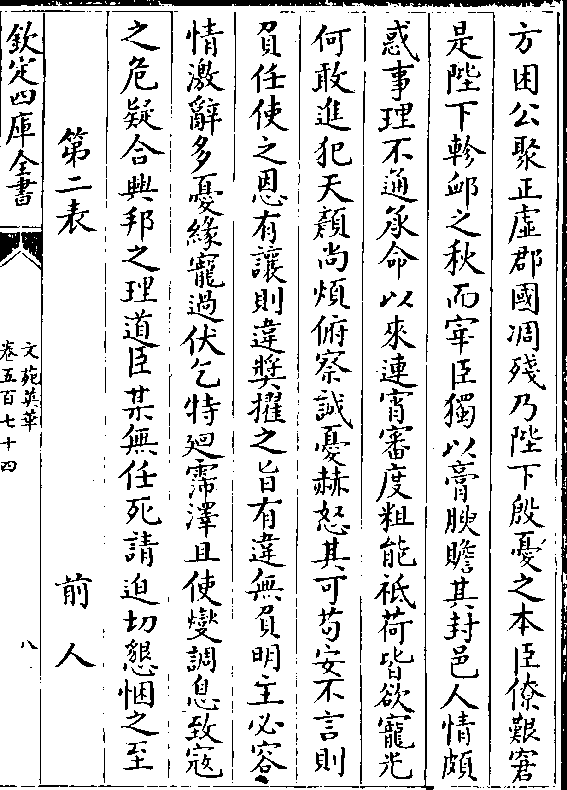 方困公聚正虚郡國凋殘乃陛下殷憂之本臣僚艱窘
是陛下軫䘏之秋而宰臣獨以膏腴贍其封邑人情頗
惑事理不通承命以來連宵審度粗能祗荷皆欲寵光
何敢進犯天顔尚煩俯察誠憂赫怒其可苟安不言則
負任使之恩有讓則違奬擢之旨有違無負明主必容
情激辭多憂緣寵過伏乞特廻霈澤且使燮調息致寇
之危疑合興邦之理道臣某無任死請迫切懇悃之至
第二表 前人
欽定四庫全書
文苑英華
卷五百七十四
八